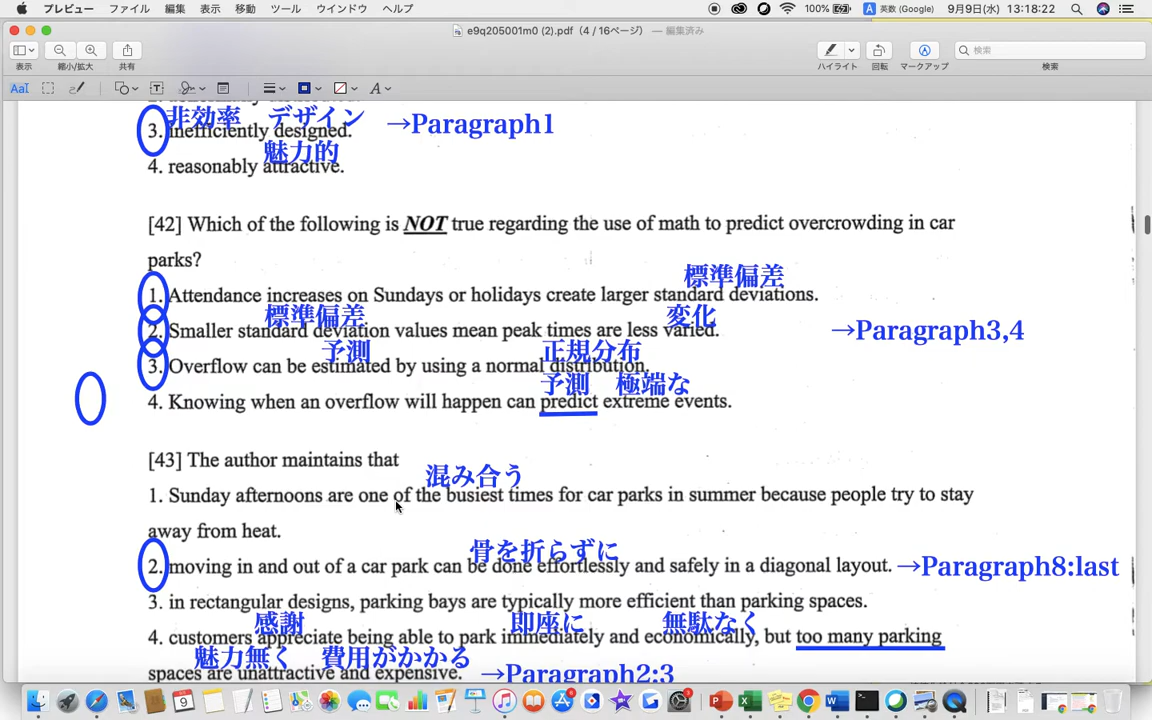 プレビュー ファイル 編集 表示 移動 ツール ウインドウ ヘルプ 100% A 英数 (Google) 9月9日(水) 13:18:22
e9q205001m0 (2).pdf (4 / 16ページ) — 編集済み
検索
表示 縮小/拡大 共有 ハイライト 回転 マークアップ 検索
非効率 デザイン
3. inefficiently designed. →Paragraph1
魅力的
4. reasonably attractive.
[42] Which of the following is NOT true regarding the use of math to predict overcrowding in car
parks?
標準偏差
1. Attendance increases on Sundays or holidays create larger standard deviations.
標準偏差 変化
2. Smaller standard deviation values mean peak times are less varied. →Paragraph3,4
予測 正規分布
3. Overflow can be estimated by using a normal distribution.
予測 極端な
4. Knowing when an overflow will happen can predict extreme events.
[43] The author maintains that
混み合う
1. Sunday afternoons are one of the busiest times for car parks in summer because people try to stay
away from heat.
骨を折らずに
2. moving in and out of a car park can be done effortlessly and safely in a diagonal layout. →Paragraph8:last
3. in rectangular designs, parking bays are typically more efficient than parking spaces.
感謝 即座に 無駄なく
4. customers appreciate being able to park immediately and economically, but too many parking
魅力無く 費用がかかる
spaces are unattractive and expensive. →Paragraph2:3